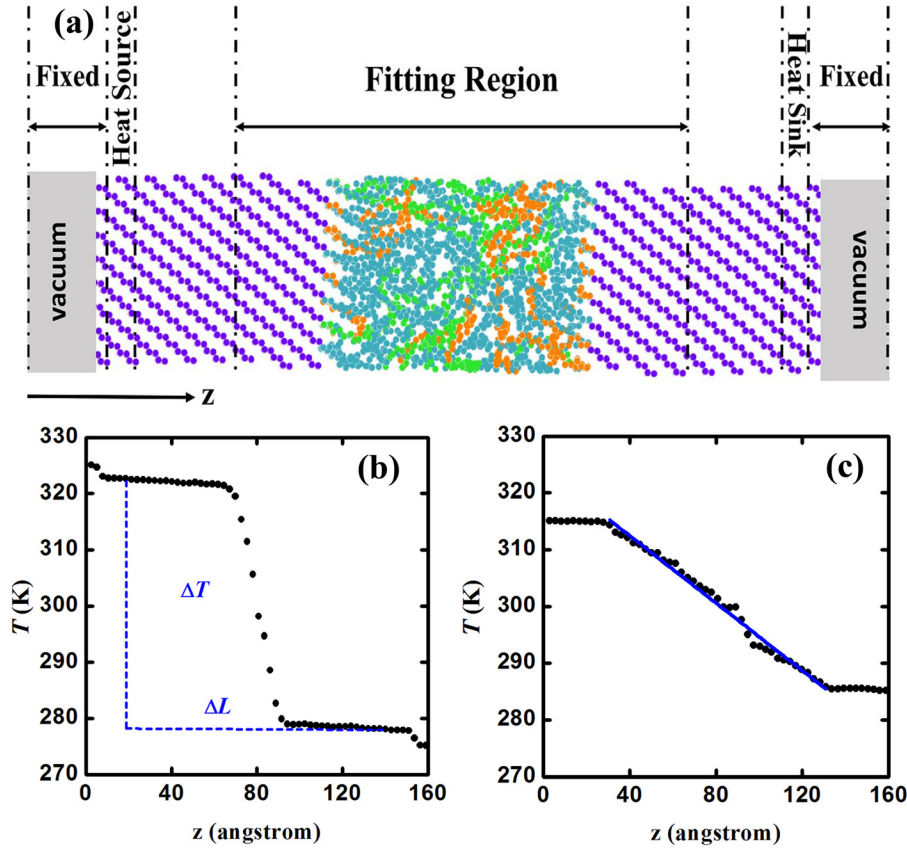 (a)
Fixed
Heat Source
Fitting Region
Heat Sink
Fixed
vacuum
vacuum
z
(b)
330
320
310
300
290
280
270
T (K)
ΔT
ΔL
0 40 80 120 160
z (angstrom)
(c)
330
320
310
300
290
280
270
T (K)
0 40 80 120 160
z (angstrom)